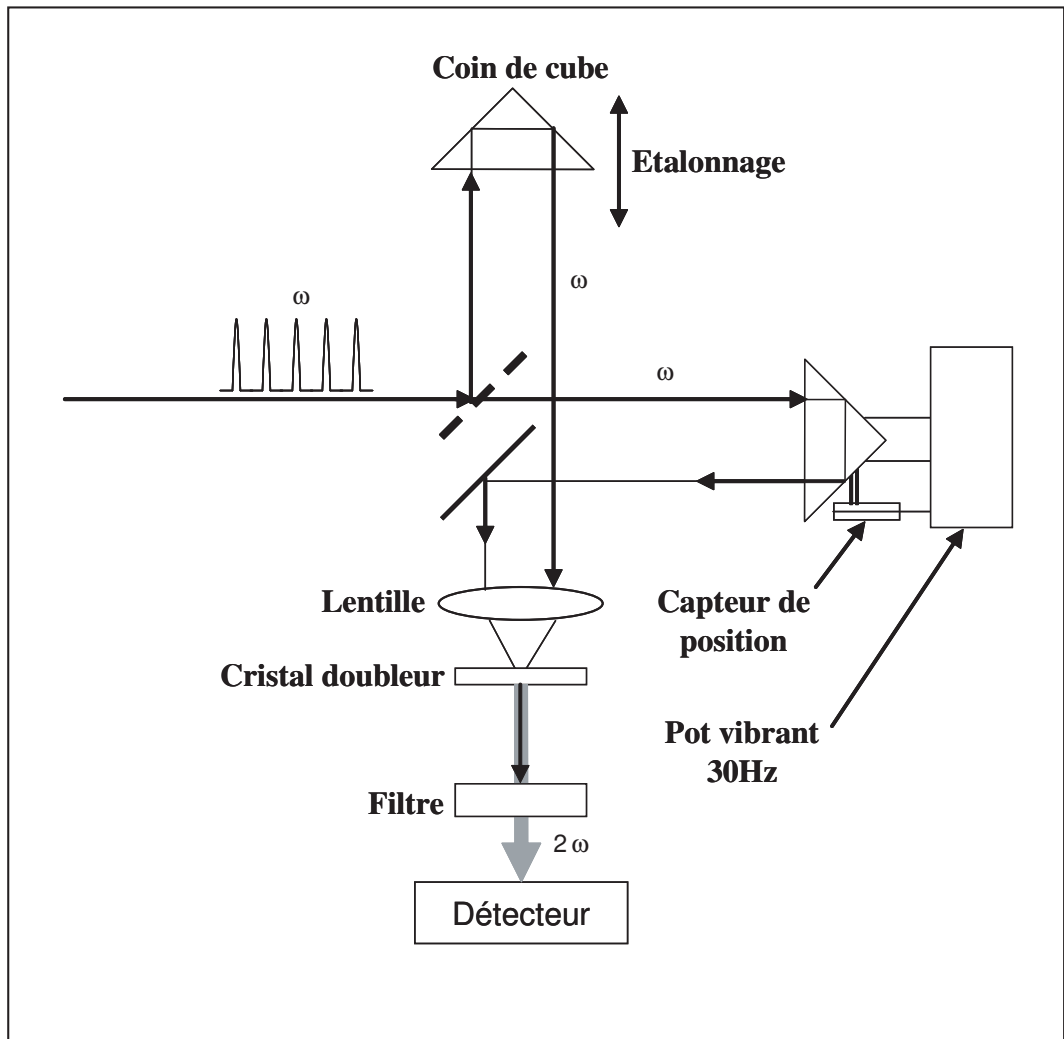 Coin de cube
Etalonnage
ω
ω
ω
Lentille
Capteur de
position
Cristal doubleur
Pot vibrant
30Hz
Filtre
2 ω
Détecteur